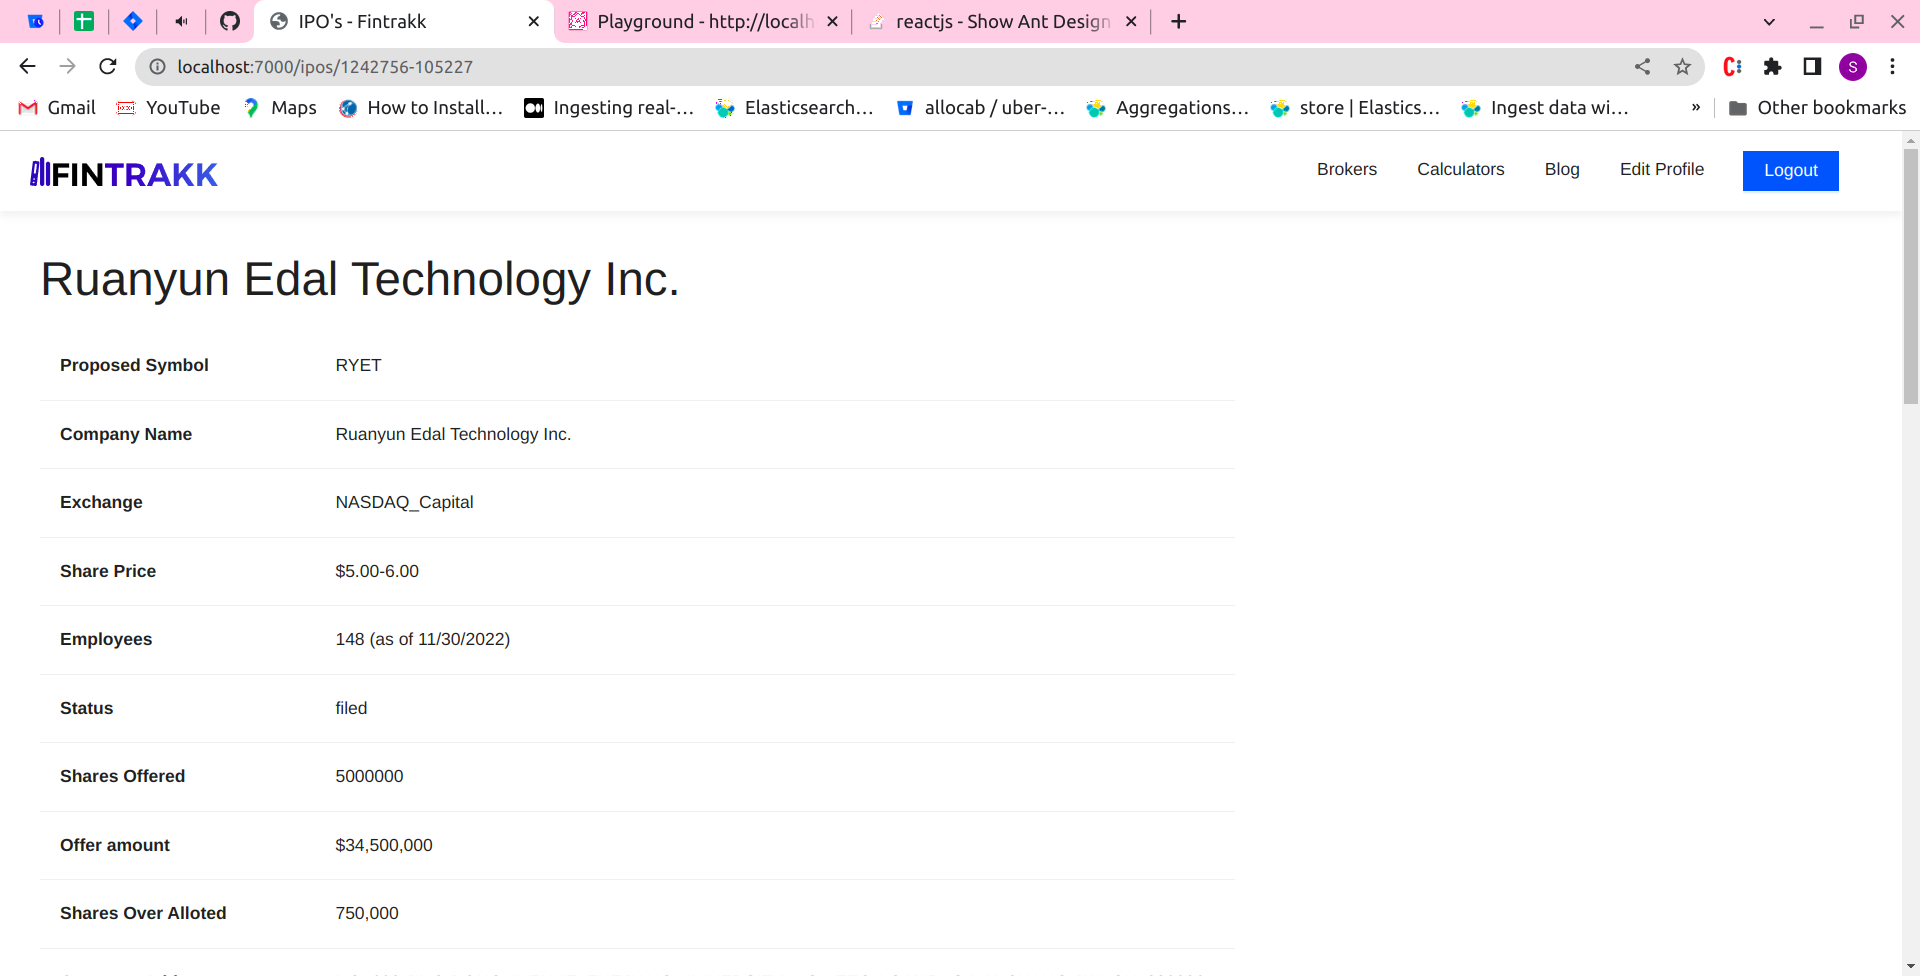 IPO's - Fintrakk
Playground - http://localh
reactjs - Show Ant Design
localhost:7000/ipos/1242756-105227
S
Gmail
YouTube
Maps
How to Install...
Ingesting real-...
Elasticsearch...
allocab / uber-...
Aggregations...
store | Elastics...
Ingest data wi...
»
Other bookmarks
FINTRAKK
Brokers
Calculators
Blog
Edit Profile
Logout
Ruanyun Edal Technology Inc.
Proposed Symbol RYET
Company Name Ruanyun Edal Technology Inc.
Exchange NASDAQ_Capital
Share Price $5.00-6.00
Employees 148 (as of 11/30/2022)
Status filed
Shares Offered 5000000
Offer amount $34,500,000
Shares Over Alloted 750,000